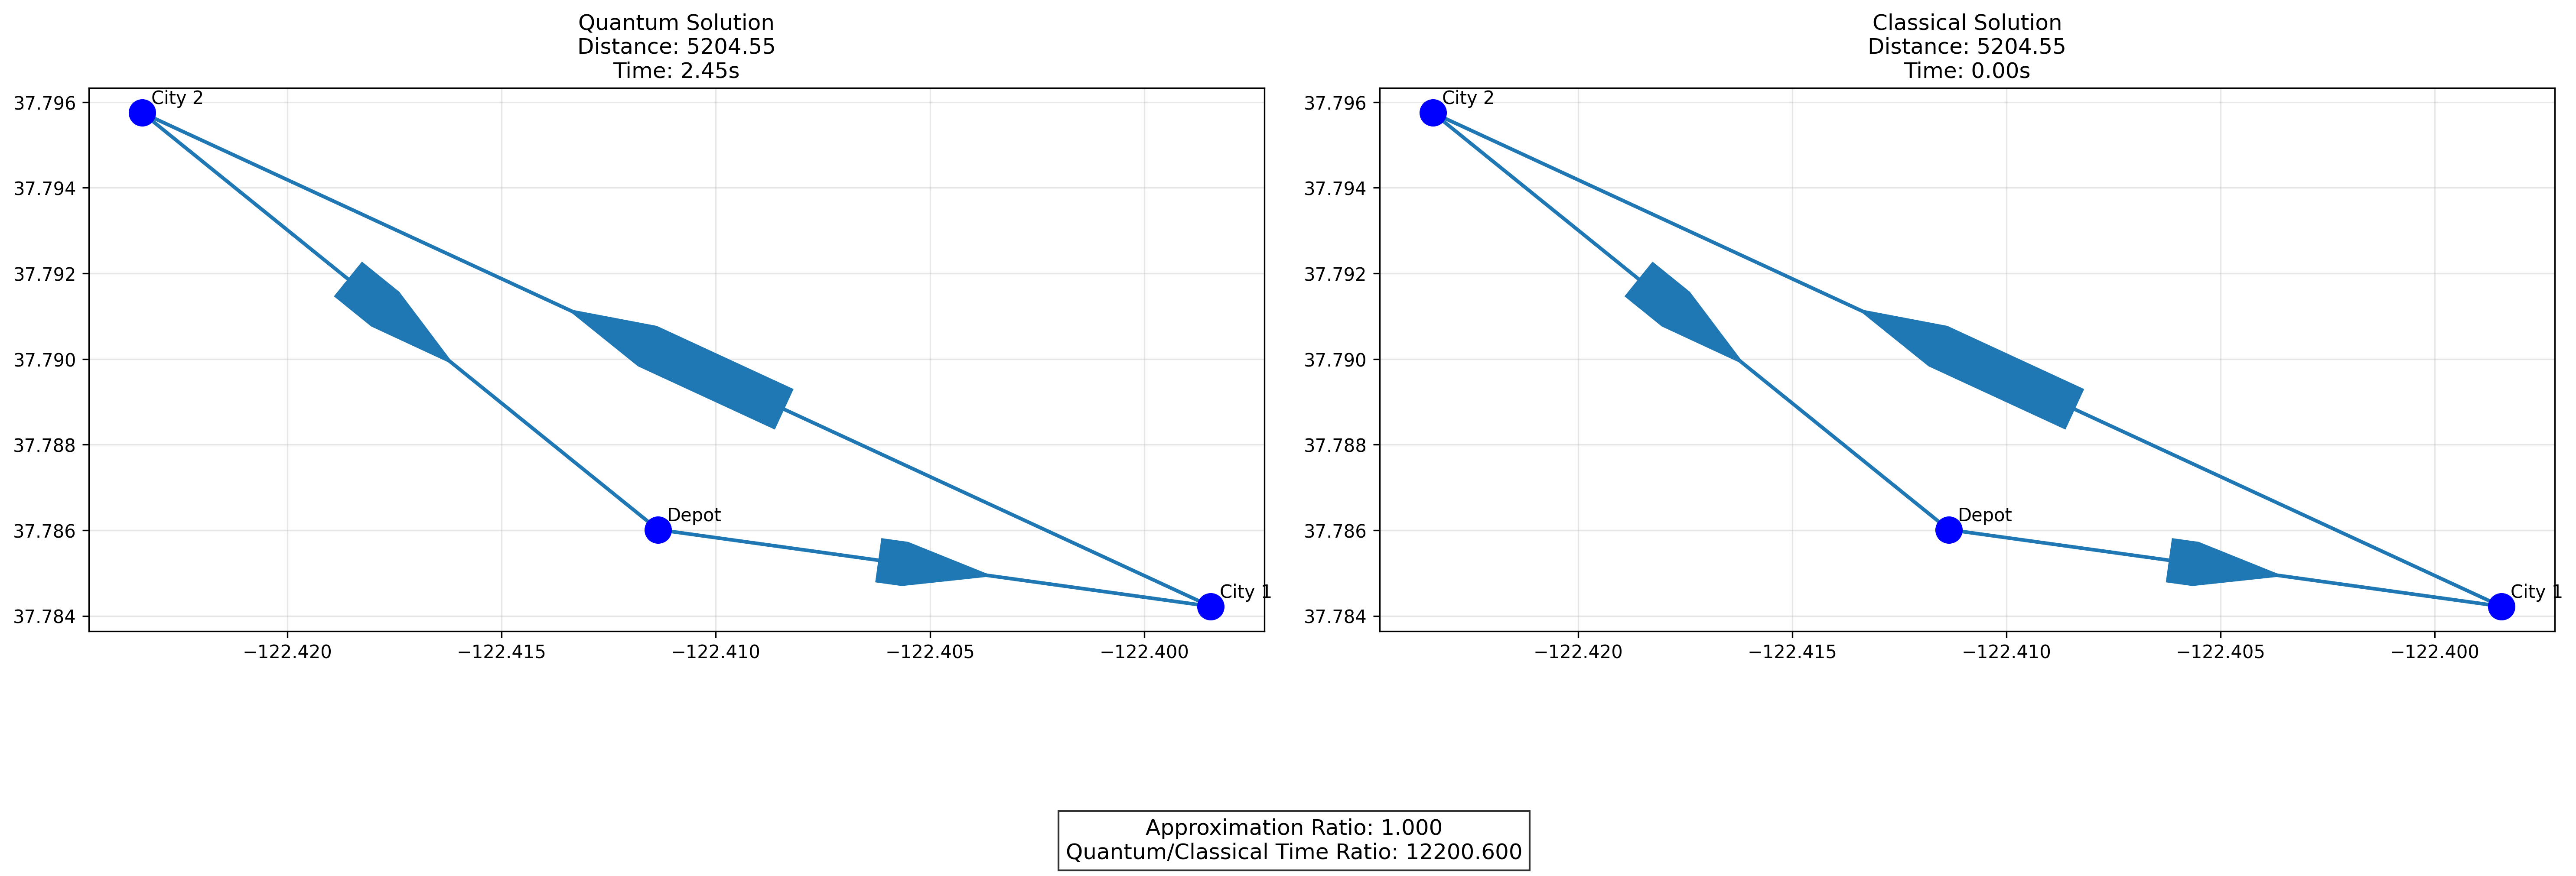 Quantum Solution
Distance: 5204.55
Time: 2.45s
37.796
37.794
37.792
37.790
37.788
37.786
37.784
City 2
Depot
City 1
−122.420
−122.415
−122.410
−122.405
−122.400
Classical Solution
Distance: 5204.55
Time: 0.00s
37.796
37.794
37.792
37.790
37.788
37.786
37.784
City 2
Depot
City 1
−122.420
−122.415
−122.410
−122.405
−122.400
Approximation Ratio: 1.000
Quantum/Classical Time Ratio: 12200.600